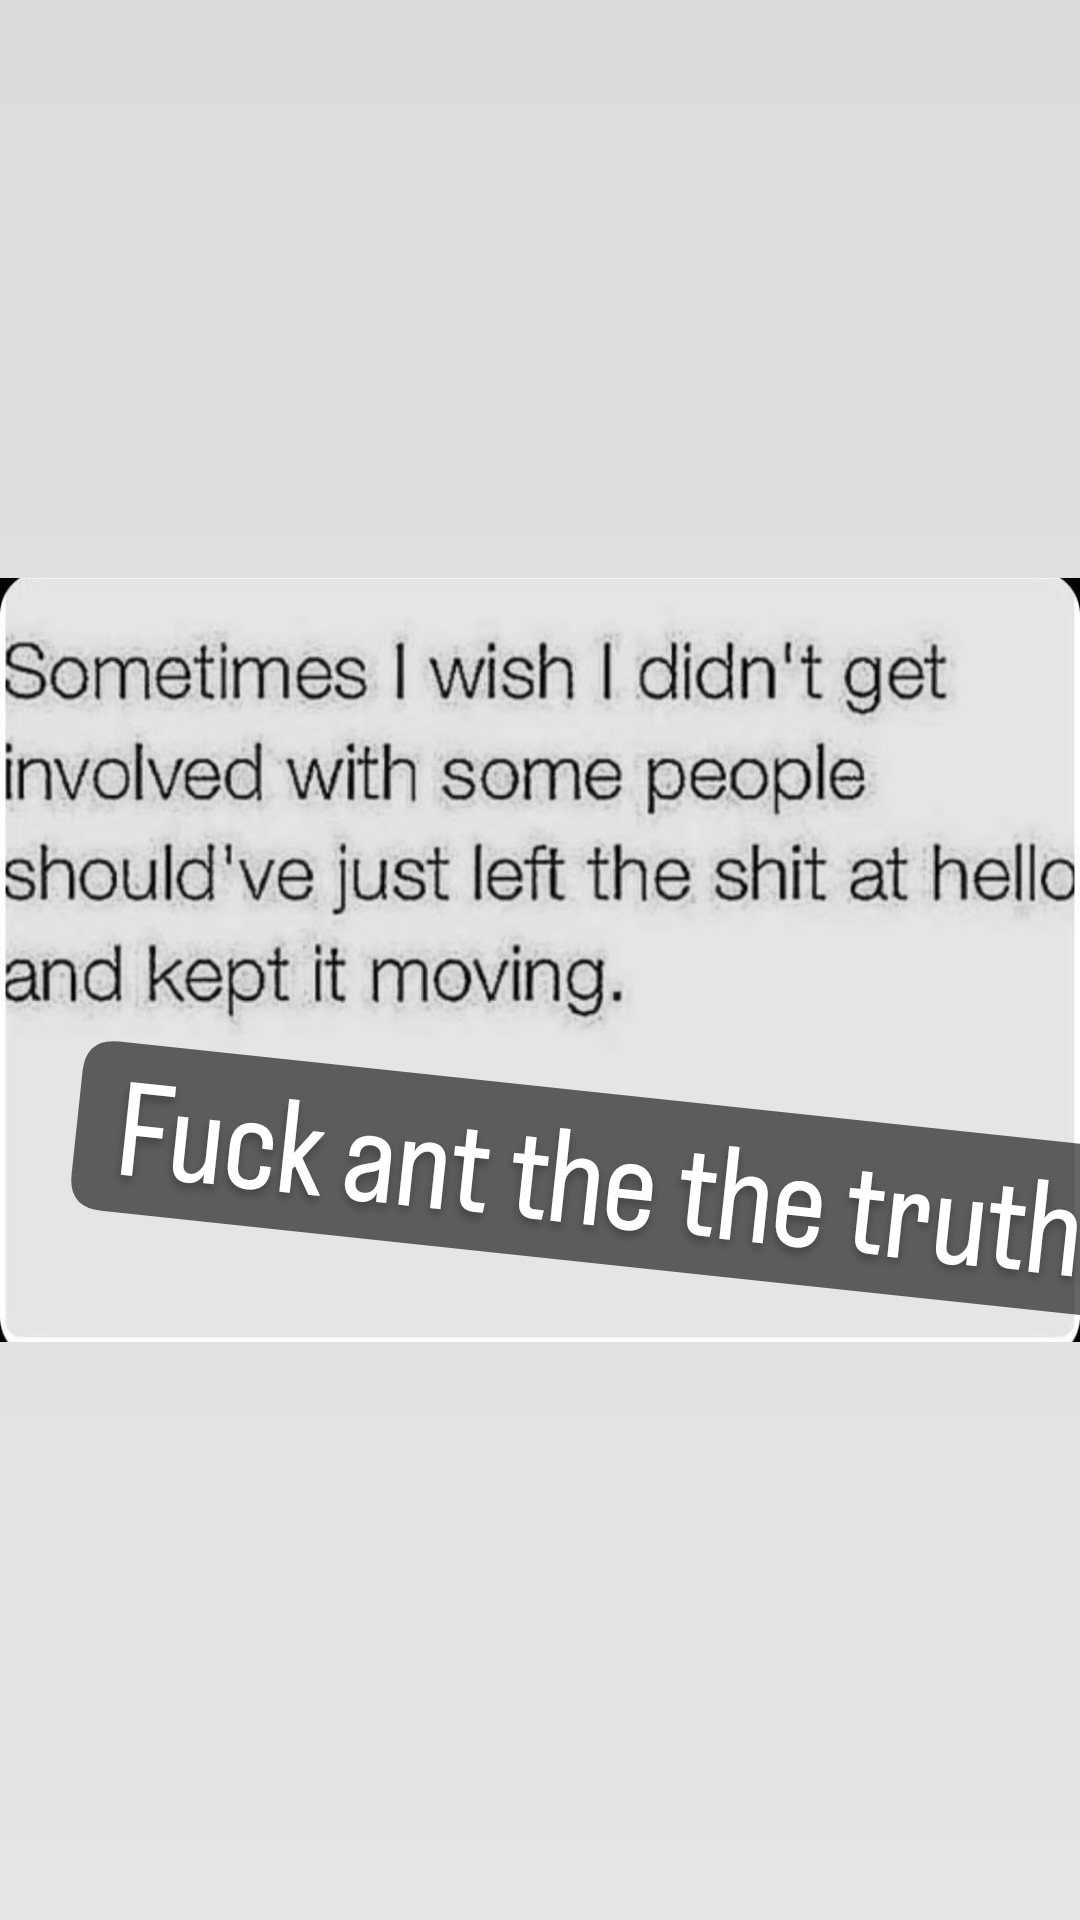 Sometimes I wish I didn't get
involved with some people
should've just left the shit at hello
and kept it moving.
Fuck ant the the truth